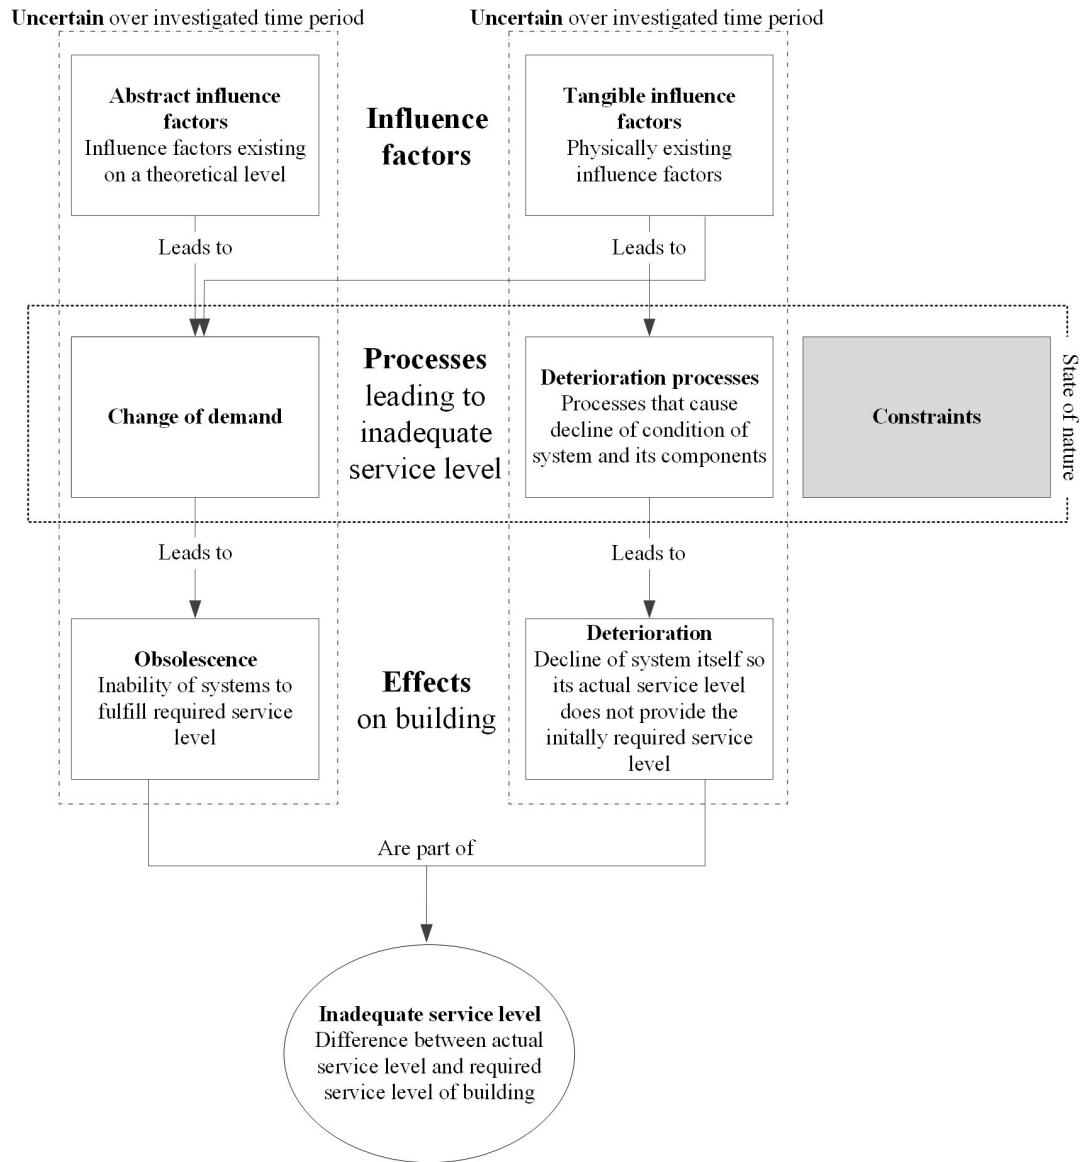 Uncertain over investigated time period
Uncertain over investigated time period
Abstract influence
factors
Influence factors existing
on a theoretical level
Influence
factors
Tangible influence
factors
Physically existing
influence factors
Leads to
Leads to
Change of demand
Processes
leading to
inadequate
service level
Deterioration processes
Processes that cause
decline of condition of
system and its components
Constraints
State of nature
Leads to
Leads to
Obsolescence
Inability of systems to
fulfill required service
level
Effects
on building
Deterioration
Decline of system itself so
its actual service level
does not provide the
initally required service
level
Are part of
Inadequate service level
Difference between actual
service level and required
service level of building